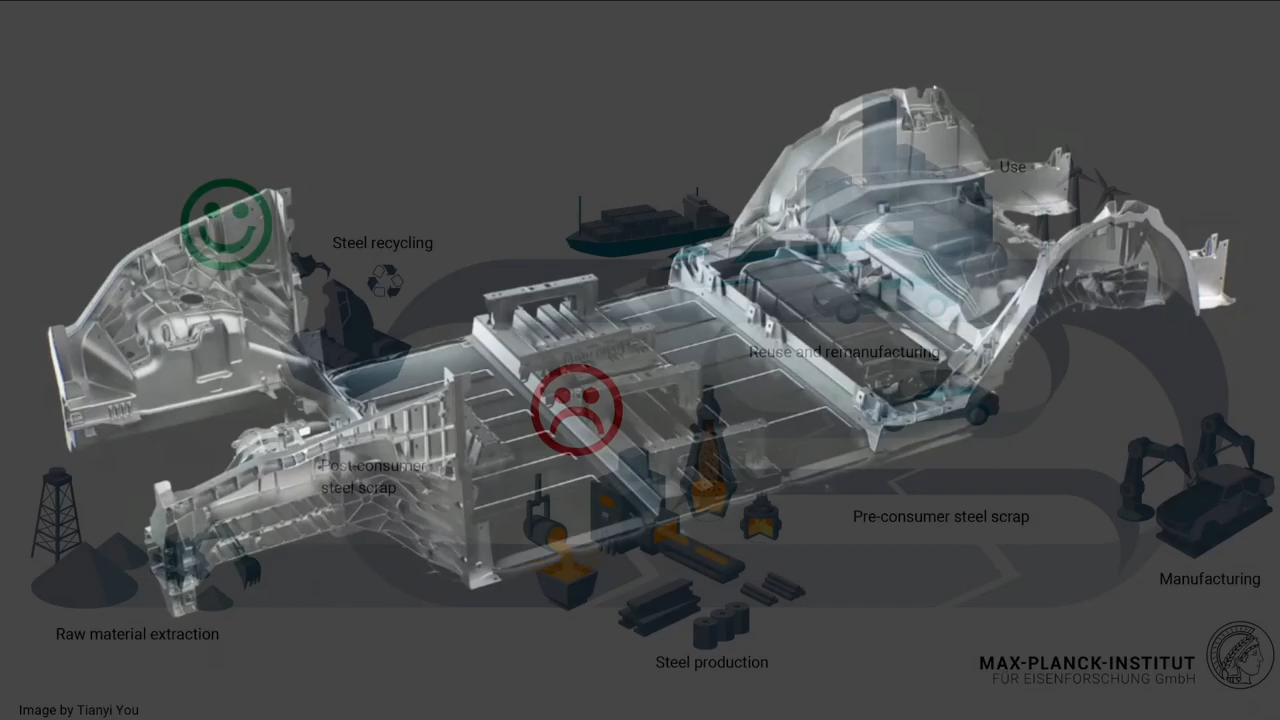 Use
Steel recycling
Reuse and remanufacturing
Post-consumer
steel scrap
Pre-consumer steel scrap
Manufacturing
Raw material extraction
Steel production
MAX-PLANCK-INSTITUT
FÜR EISENFORSCHUNG GmbH
Image by Tianyi You